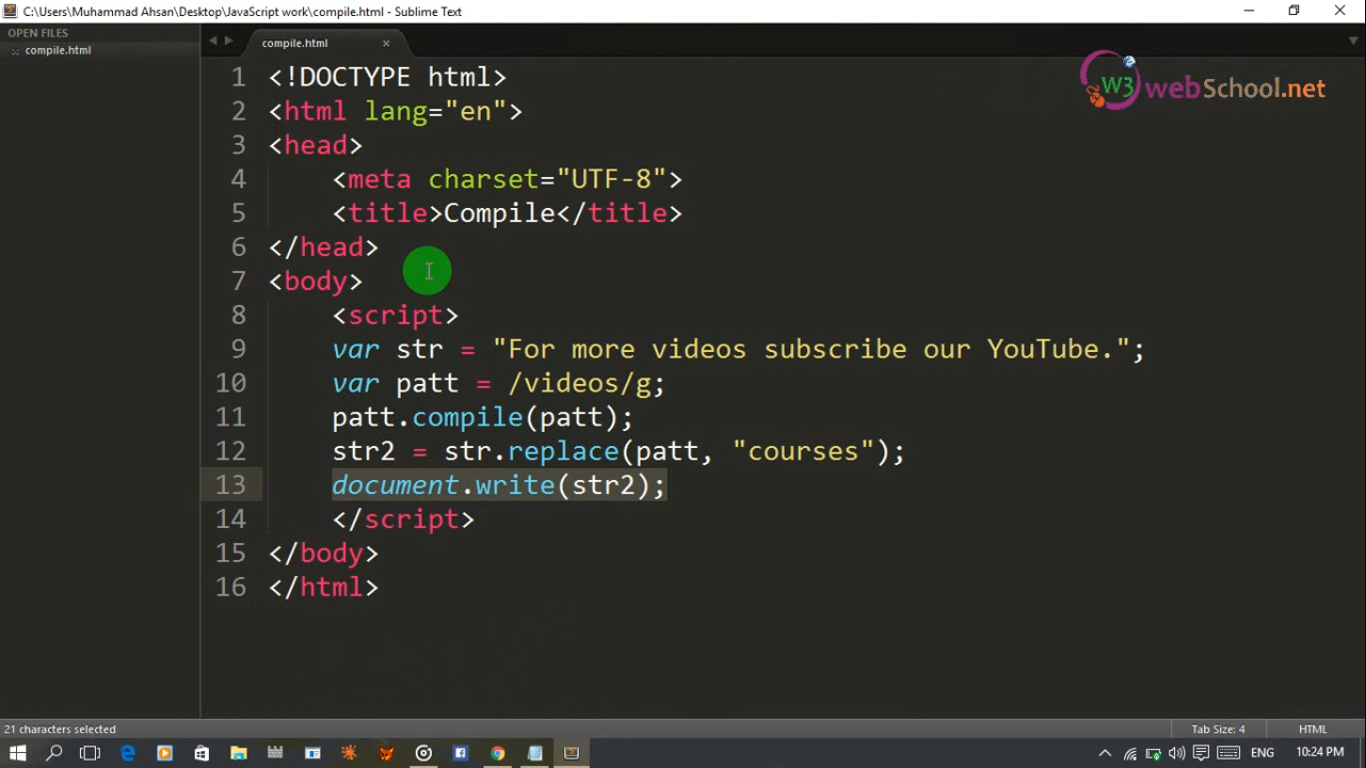 C:\Users\Muhammad Ahsan\Desktop\JavaScript work\compile.html - Sublime Text
OPEN FILES
compile.html
compile.html
W3 webSchool.net
1 <!DOCTYPE html>
2 <html lang="en">
3 <head>
4     <meta charset="UTF-8">
5     <title>Compile</title>
6 </head>
7 <body>
8     <script>
9     var str = "For more videos subscribe our YouTube.";
10     var patt = /videos/g;
11     patt.compile(patt);
12     str2 = str.replace(patt, "courses");
13     document.write(str2);
14     </script>
15 </body>
16 </html>
21 characters selected
Tab Size: 4
HTML
ENG
10:24 PM